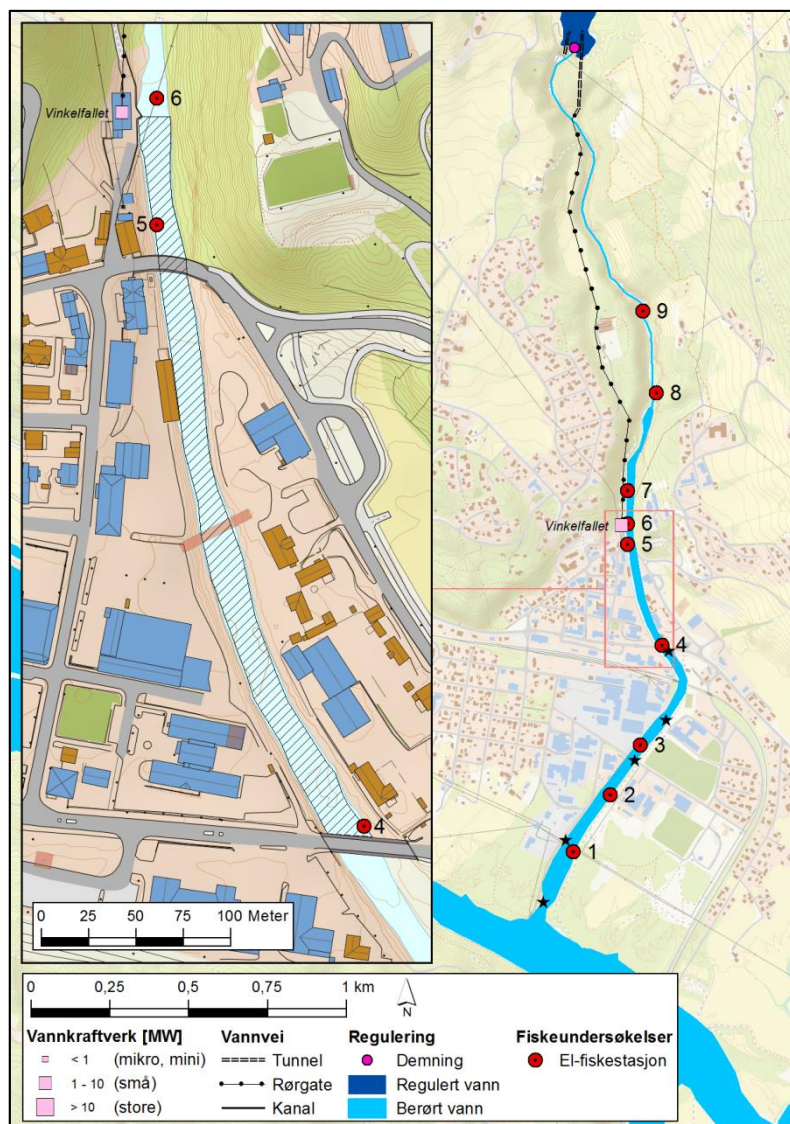 6
Vinkelfallet
5
4
0 25 50 75 100 Meter
9
8
7
Vinkelfallet
6
5
4
3
2
1
0 0,25 0,5 0,75 1 km
N
Vannkraftverk [MW]
< 1 (mikro, mini)
1 - 10 (små)
> 10 (store)
Vannvei
Tunnel
Rørgate
Kanal
Regulering
Demning
Regulert vann
Berørt vann
Fiskeundersøkelser
El-fiskestasjon